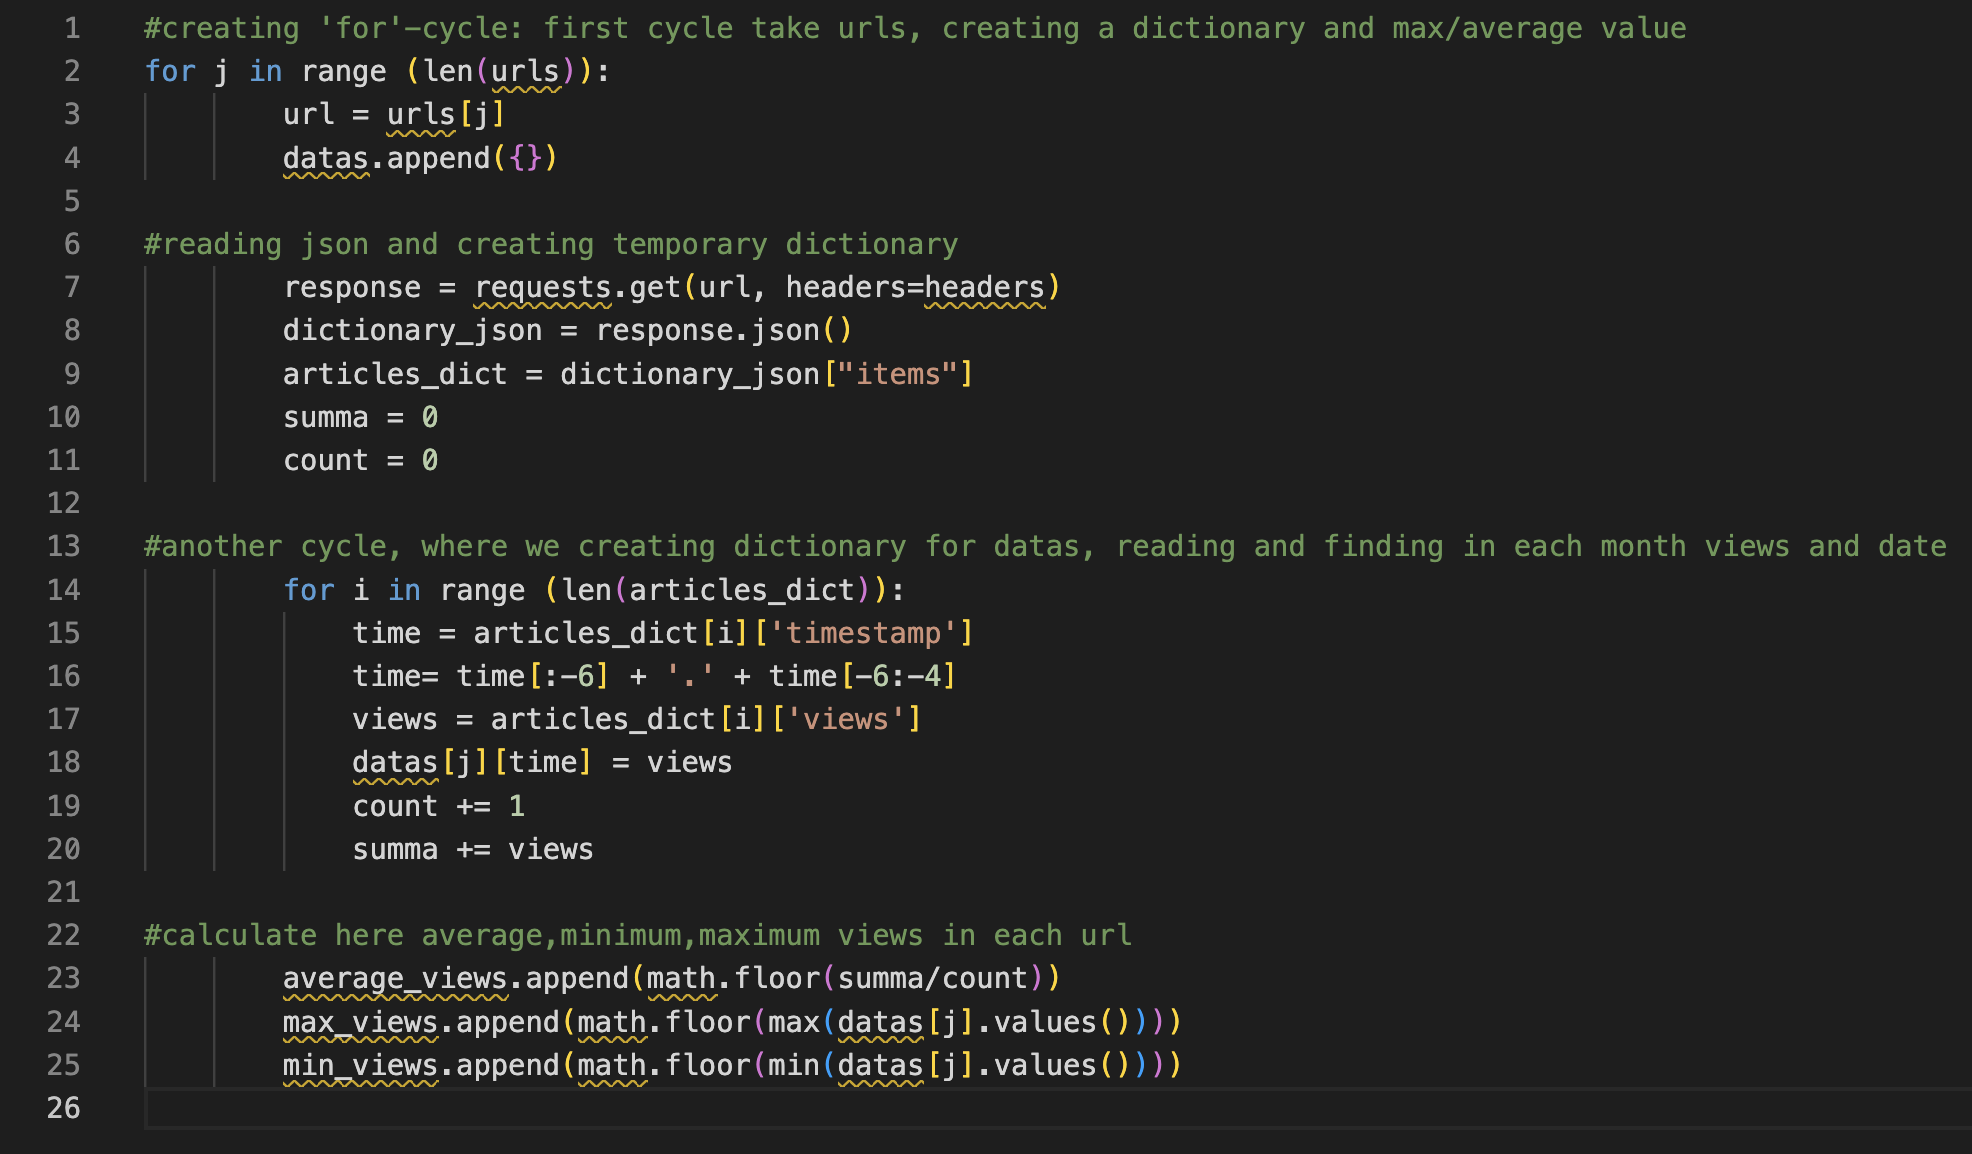 1 #creating 'for'-cycle: first cycle take urls, creating a dictionary and max/average value
2 for j in range (len(urls)):
3         url = urls[j]
4         datas.append({})
5
6 #reading json and creating temporary dictionary
7         response = requests.get(url, headers=headers)
8         dictionary_json = response.json()
9         articles_dict = dictionary_json["items"]
10         summa = 0
11         count = 0
12
13 #another cycle, where we creating dictionary for datas, reading and finding in each month views and date
14         for i in range (len(articles_dict)):
15             time = articles_dict[i]['timestamp']
16             time= time[:-6] + '.' + time[-6:-4]
17             views = articles_dict[i]['views']
18             datas[j][time] = views
19             count += 1
20             summa += views
21
22 #calculate here average,minimum,maximum views in each url
23         average_views.append(math.floor(summa/count))
24         max_views.append(math.floor(max(datas[j].values())))
25         min_views.append(math.floor(min(datas[j].values())))
26